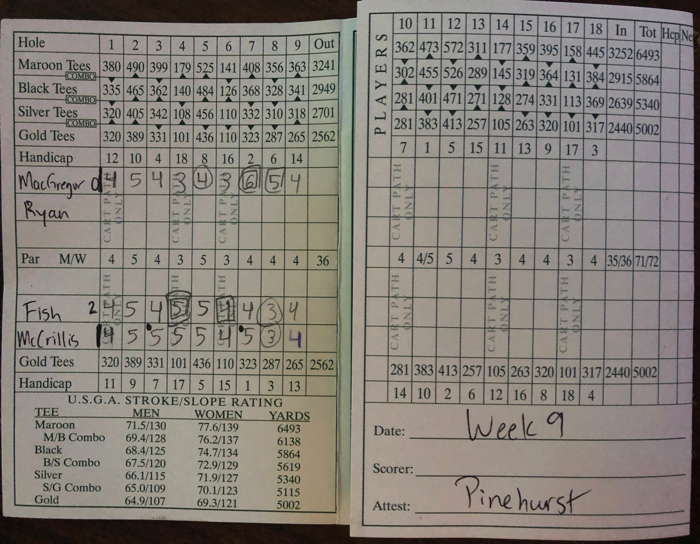 Hole 1 2 3 4 5 6 7 8 9 Out
Maroon Tees 380 490 399 179 525 141 408 356 363 3241
COMBO
Black Tees 335 465 362 140 484 126 368 328 341 2949
COMBO
Silver Tees 320 405 342 108 456 110 332 310 318 2701
COMBO
Gold Tees 320 389 331 101 436 110 323 287 265 2562
Handicap 12 10 4 18 8 16 2 6 14
MacGregor 0 4 5 4 3 4 3 6 5 4
Ryan
CART PATH ONLY CART PATH ONLY CART PATH ONLY
Par M/W 4 5 4 3 5 3 4 4 4 36
Fish 2 4 5 4 5 5 4 4 3 4
McCrillis 1 4 5 5 5 5 4 5 3 4
Gold Tees 320 389 331 101 436 110 323 287 265 2562
Handicap 11 9 7 17 5 15 1 3 13
U.S.G.A. STROKE/SLOPE RATING
TEE MEN WOMEN YARDS
Maroon 71.5/130 77.6/139 6493
M/B Combo 69.4/128 76.2/137 6138
Black 68.4/125 74.7/134 5864
B/S Combo 67.5/120 72.9/129 5619
Silver 66.1/115 71.9/127 5340
S/G Combo 65.0/109 70.1/123 5115
Gold 64.9/107 69.3/121 5002
PLAYERS
10 11 12 13 14 15 16 17 18 In Tot Hcp Net
362 473 572 311 177 359 395 158 445 3252 6493
302 455 526 289 145 319 364 131 384 2915 5864
281 401 471 271 128 274 331 113 369 2639 5340
281 383 413 257 105 263 320 101 317 2440 5002
7 1 5 15 11 13 9 17 3
CART PATH ONLY CART PATH ONLY CART PATH ONLY
4 4/5 5 4 3 4 4 3 4 35/36 71/72
CART PATH ONLY CART PATH ONLY CART PATH ONLY
281 383 413 257 105 263 320 101 317 2440 5002
14 10 2 6 12 16 8 18 4
Date: Week 9
Scorer:
Attest: Pinehurst